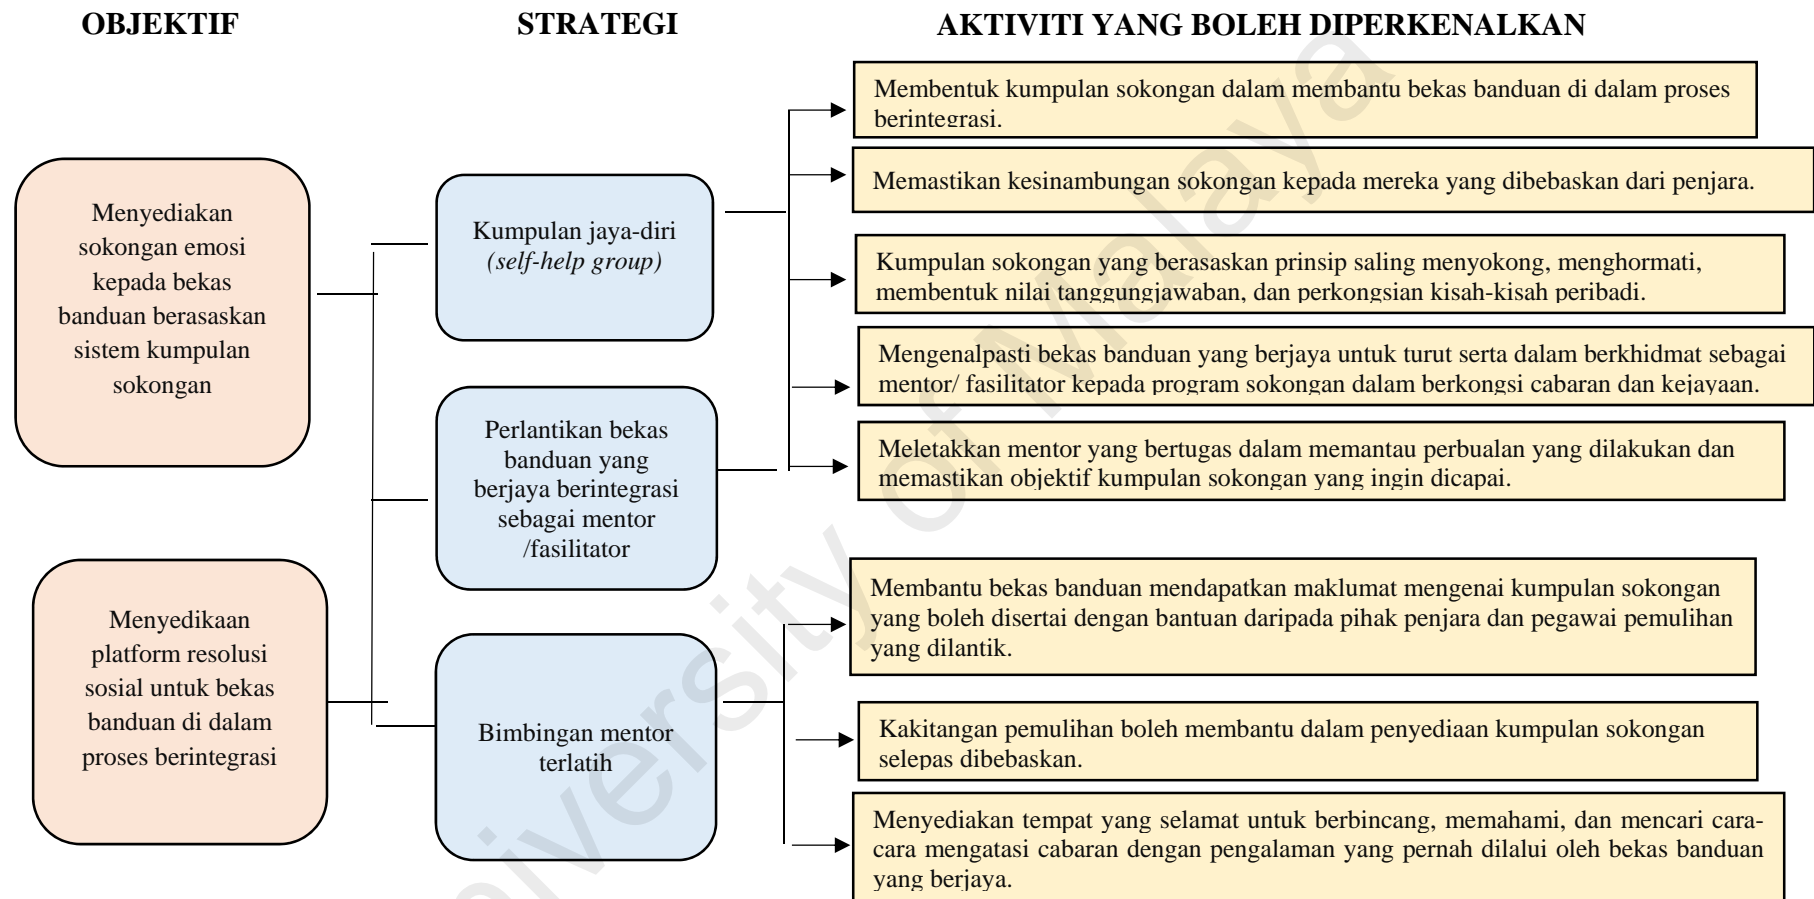 OBJEKTIF
STRATEGI
AKTIVITI YANG BOLEH DIPERKENALKAN
Menyediakan
sokongan emosi
kepada bekas
banduan berasaskan
sistem kumpulan
sokongan
Menyedikaan
platform resolusi
sosial untuk bekas
banduan di dalam
proses berintegrasi
Kumpulan jaya-diri
(self-help group)
Perlantikan bekas
banduan yang
berjaya berintegrasi
sebagai mentor
/fasilitator
Bimbingan mentor
terlatih
Membentuk kumpulan sokongan dalam membantu bekas banduan di dalam proses
berintegrasi.
Memastikan kesinambungan sokongan kepada mereka yang dibebaskan dari penjara.
Kumpulan sokongan yang berasaskan prinsip saling menyokong, menghormati,
membentuk nilai tanggungjawaban, dan perkongsian kisah-kisah peribadi.
Mengenalpasti bekas banduan yang berjaya untuk turut serta dalam berkhidmat sebagai
mentor/ fasilitator kepada program sokongan dalam berkongsi cabaran dan kejayaan.
Meletakkan mentor yang bertugas dalam memantau perbualan yang dilakukan dan
memastikan objektif kumpulan sokongan yang ingin dicapai.
Membantu bekas banduan mendapatkan maklumat mengenai kumpulan sokongan
yang boleh disertai dengan bantuan daripada pihak penjara dan pegawai pemulihan
yang dilantik.
Kakitangan pemulihan boleh membantu dalam penyediaan kumpulan sokongan
selepas dibebaskan.
Menyediakan tempat yang selamat untuk berbincang, memahami, dan mencari cara-
cara mengatasi cabaran dengan pengalaman yang pernah dilalui oleh bekas banduan
yang berjaya.
iversity of Malaya